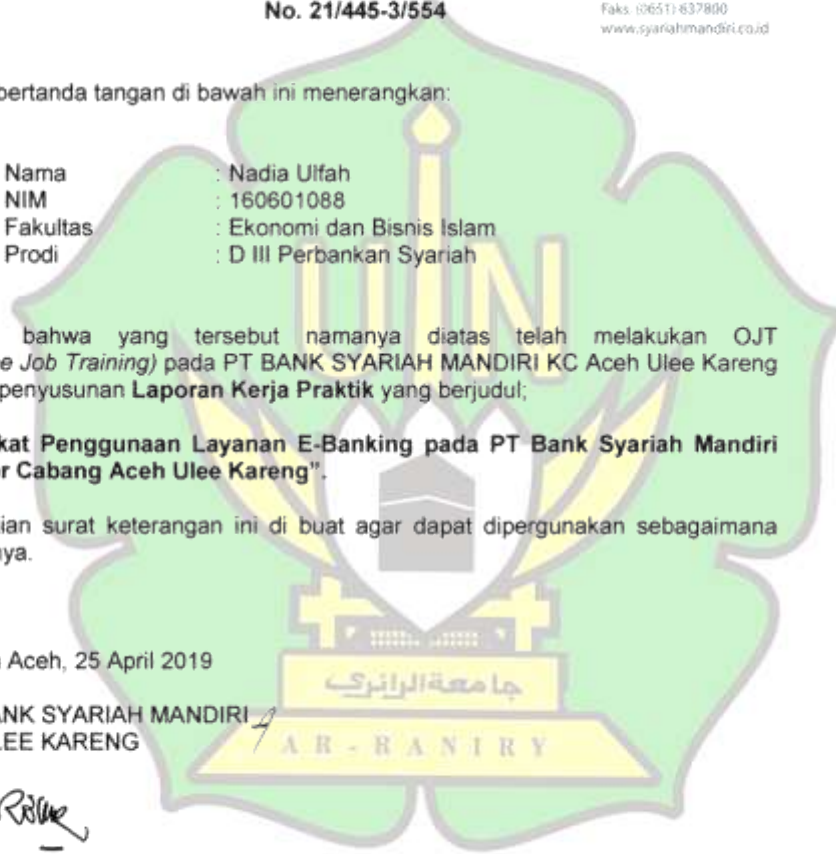 No. 21/445-3/554
Faks. (0651) 637800
www.syariahmandiri.co.id
bertanda tangan di bawah ini menerangkan:
Nama : Nadia Ulfah
NIM : 160601088
Fakultas : Ekonomi dan Bisnis Islam
Prodi : D III Perbankan Syariah
bahwa yang tersebut namanya diatas telah melakukan OJT
e Job Training) pada PT BANK SYARIAH MANDIRI KC Aceh Ulee Kareng
penyusunan Laporan Kerja Praktik yang berjudul;
kat Penggunaan Layanan E-Banking pada PT Bank Syariah Mandiri
r Cabang Aceh Ulee Kareng”.
ian surat keterangan ini di buat agar dapat dipergunakan sebagaimana
ya.
Aceh, 25 April 2019
ANK SYARIAH MANDIRI
LEE KARENG
UIN
جامعة الرانري
AR-RANIRY